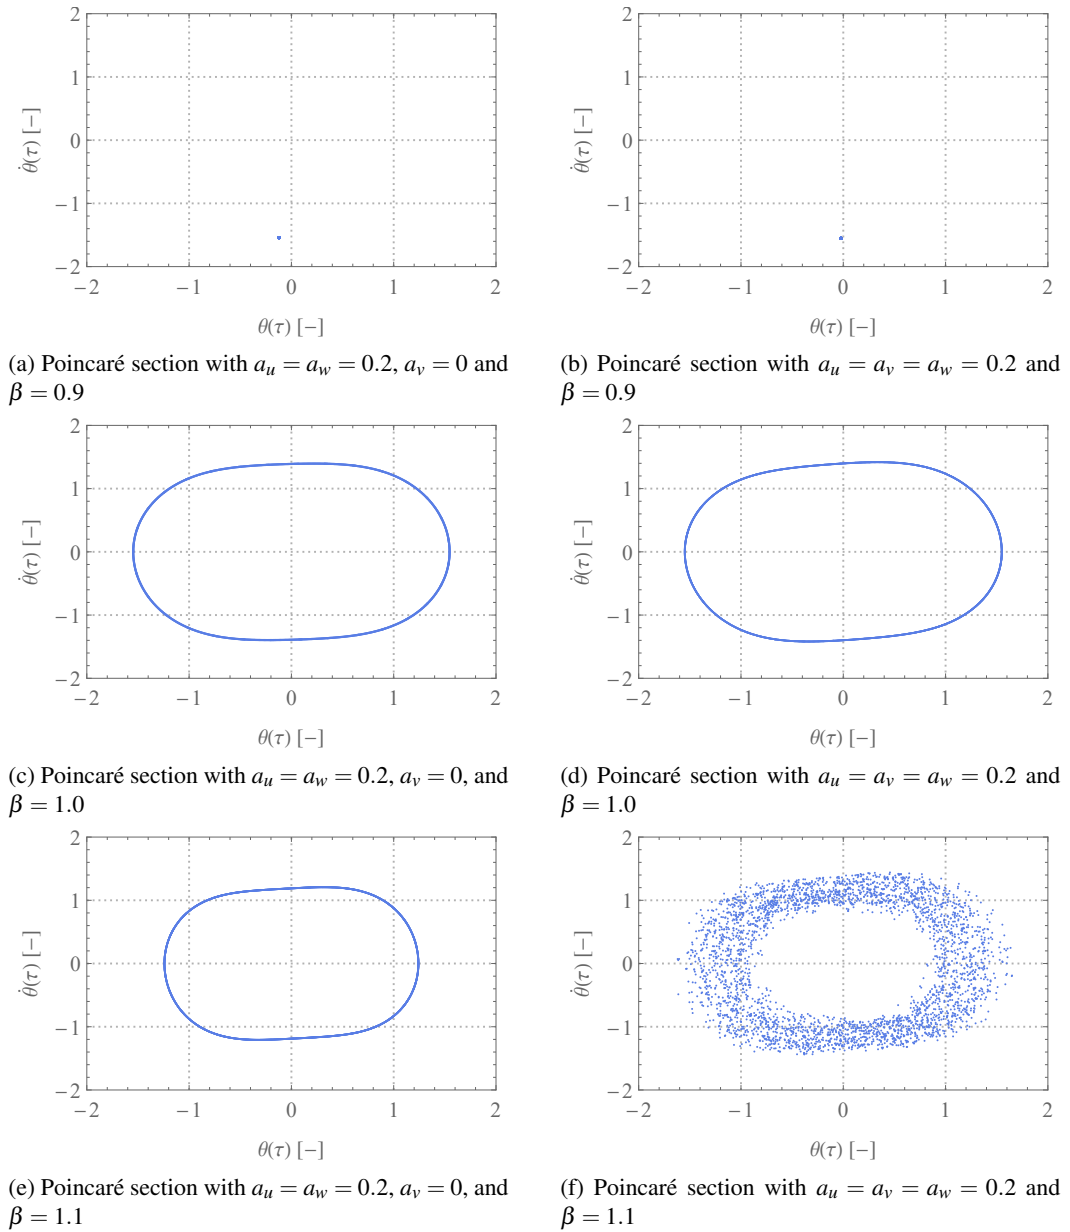 2
1
0
−1
−2
−2 −1 0 1 2
θ̇(τ) [−]
θ(τ) [−]
(a) Poincaré section with a_u = a_w = 0.2, a_v = 0 and
β = 0.9
2
1
0
−1
−2
−2 −1 0 1 2
θ̇(τ) [−]
θ(τ) [−]
(b) Poincaré section with a_u = a_v = a_w = 0.2 and
β = 0.9
2
1
0
−1
−2
−2 −1 0 1 2
θ̇(τ) [−]
θ(τ) [−]
(c) Poincaré section with a_u = a_w = 0.2, a_v = 0, and
β = 1.0
2
1
0
−1
−2
−2 −1 0 1 2
θ̇(τ) [−]
θ(τ) [−]
(d) Poincaré section with a_u = a_v = a_w = 0.2 and
β = 1.0
2
1
0
−1
−2
−2 −1 0 1 2
θ̇(τ) [−]
θ(τ) [−]
(e) Poincaré section with a_u = a_w = 0.2, a_v = 0, and
β = 1.1
2
1
0
−1
−2
−2 −1 0 1 2
θ̇(τ) [−]
θ(τ) [−]
(f) Poincaré section with a_u = a_v = a_w = 0.2 and
β = 1.1